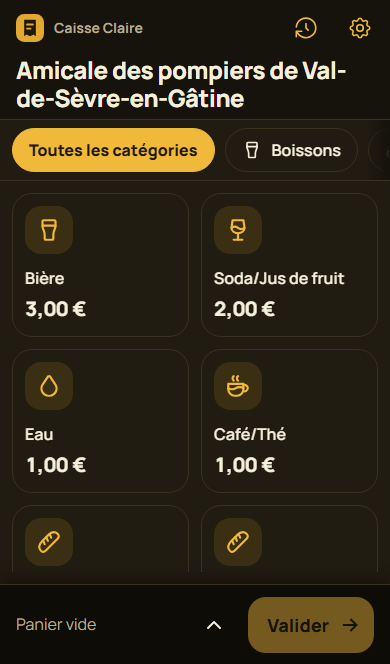 Caisse Claire
Amicale des pompiers de Val-
de-Sèvre-en-Gâtine
Toutes les catégories
Boissons
Bière
3,00 €
Soda/Jus de fruit
2,00 €
Eau
1,00 €
Café/Thé
1,00 €
Panier vide
Valider